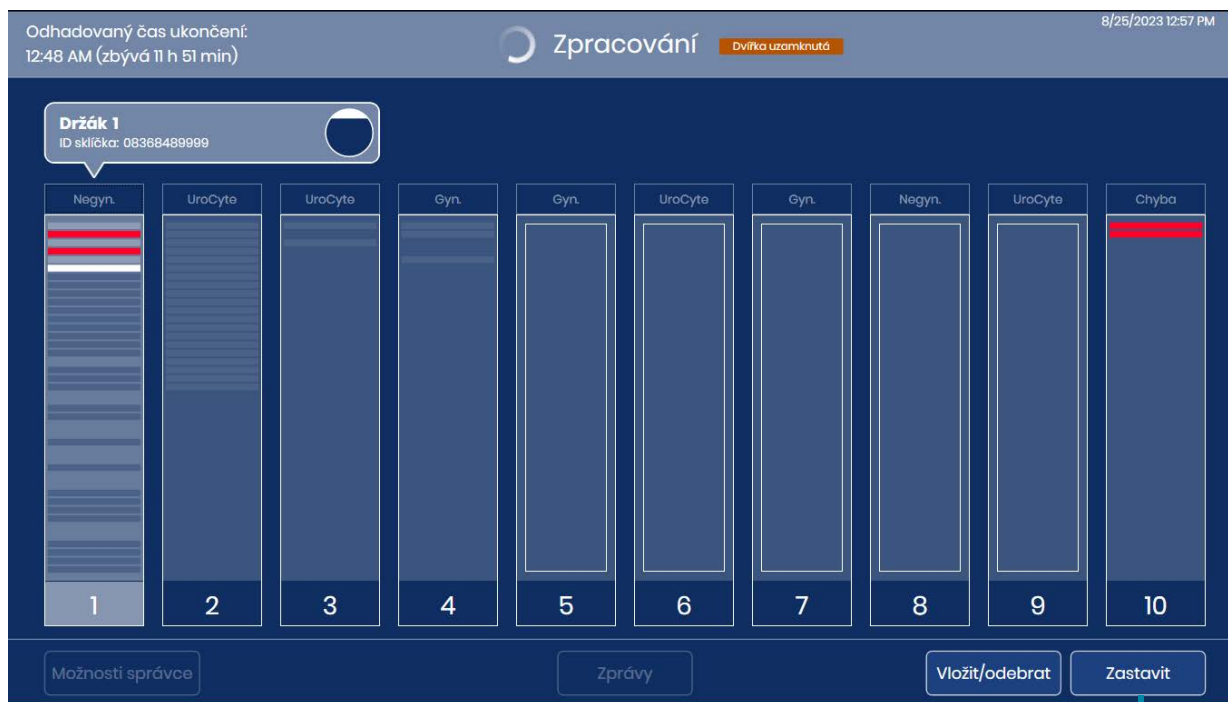 Odhadovaný čas ukončení:
12:48 AM (zbývá 11 h 51 min)
Zpracování
Dvířka uzamknutá
8/25/2023 12:57 PM
Držák 1
ID sklíčka: 08368489999
Negyn.
UroCyte
UroCyte
Gyn.
Gyn.
UroCyte
Gyn.
Negyn.
UroCyte
Chyba
1
2
3
4
5
6
7
8
9
10
Možnosti správce
Zprávy
Vložit/odebrat
Zastavit